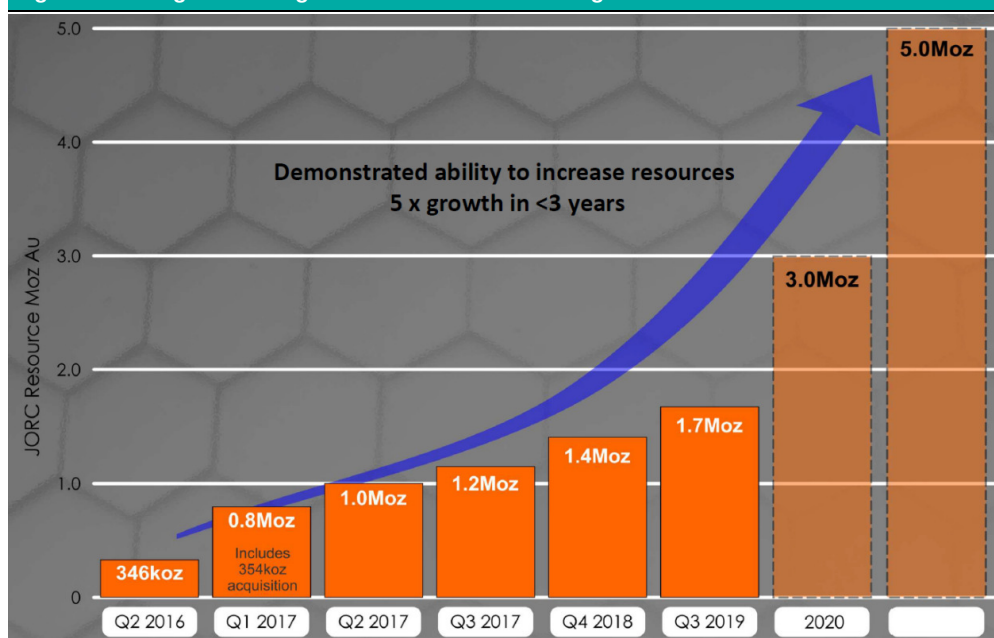 5.0
4.0
3.0
2.0
1.0
0
JORC Resource Moz Au
Demonstrated ability to increase resources
5 x growth in <3 years
346koz
0.8Moz
Includes
354koz
acquisition
1.0Moz
1.2Moz
1.4Moz
1.7Moz
3.0Moz
5.0Moz
Q2 2016
Q1 2017
Q2 2017
Q3 2017
Q4 2018
Q3 2019
2020